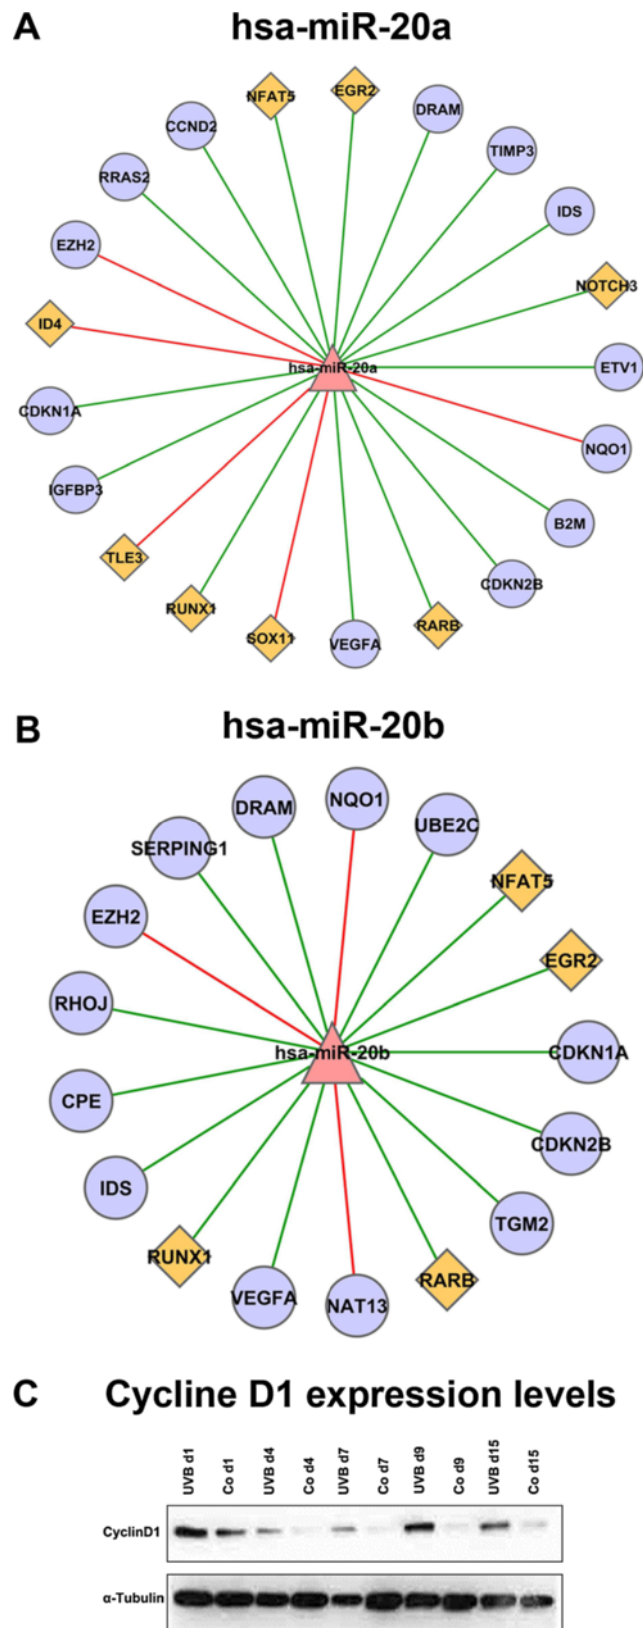 A
hsa-miR-20a
NFAT5
EGR2
DRAM
CCND2
TIMP3
RRAS2
IDS
EZH2
NOTCH3
ID4
hsa-miR-20a
ETV1
CDKN1A
NQO1
IGFBP3
B2M
TLE3
CDKN2B
RUNX1
SOX11
VEGFA
RARB
B
hsa-miR-20b
DRAM
NQO1
UBE2C
SERPING1
NFAT5
EZH2
EGR2
RHOJ
hsa-miR-20b
CDKN1A
CPE
CDKN2B
IDS
TGM2
RUNX1
RARB
VEGFA
NAT13
C
Cycline D1 expression levels
UVB d1
Co d1
UVB d4
Co d4
UVB d7
Co d7
UVB d9
Co d9
UVB d15
Co d15
CyclinD1
α-Tubulin